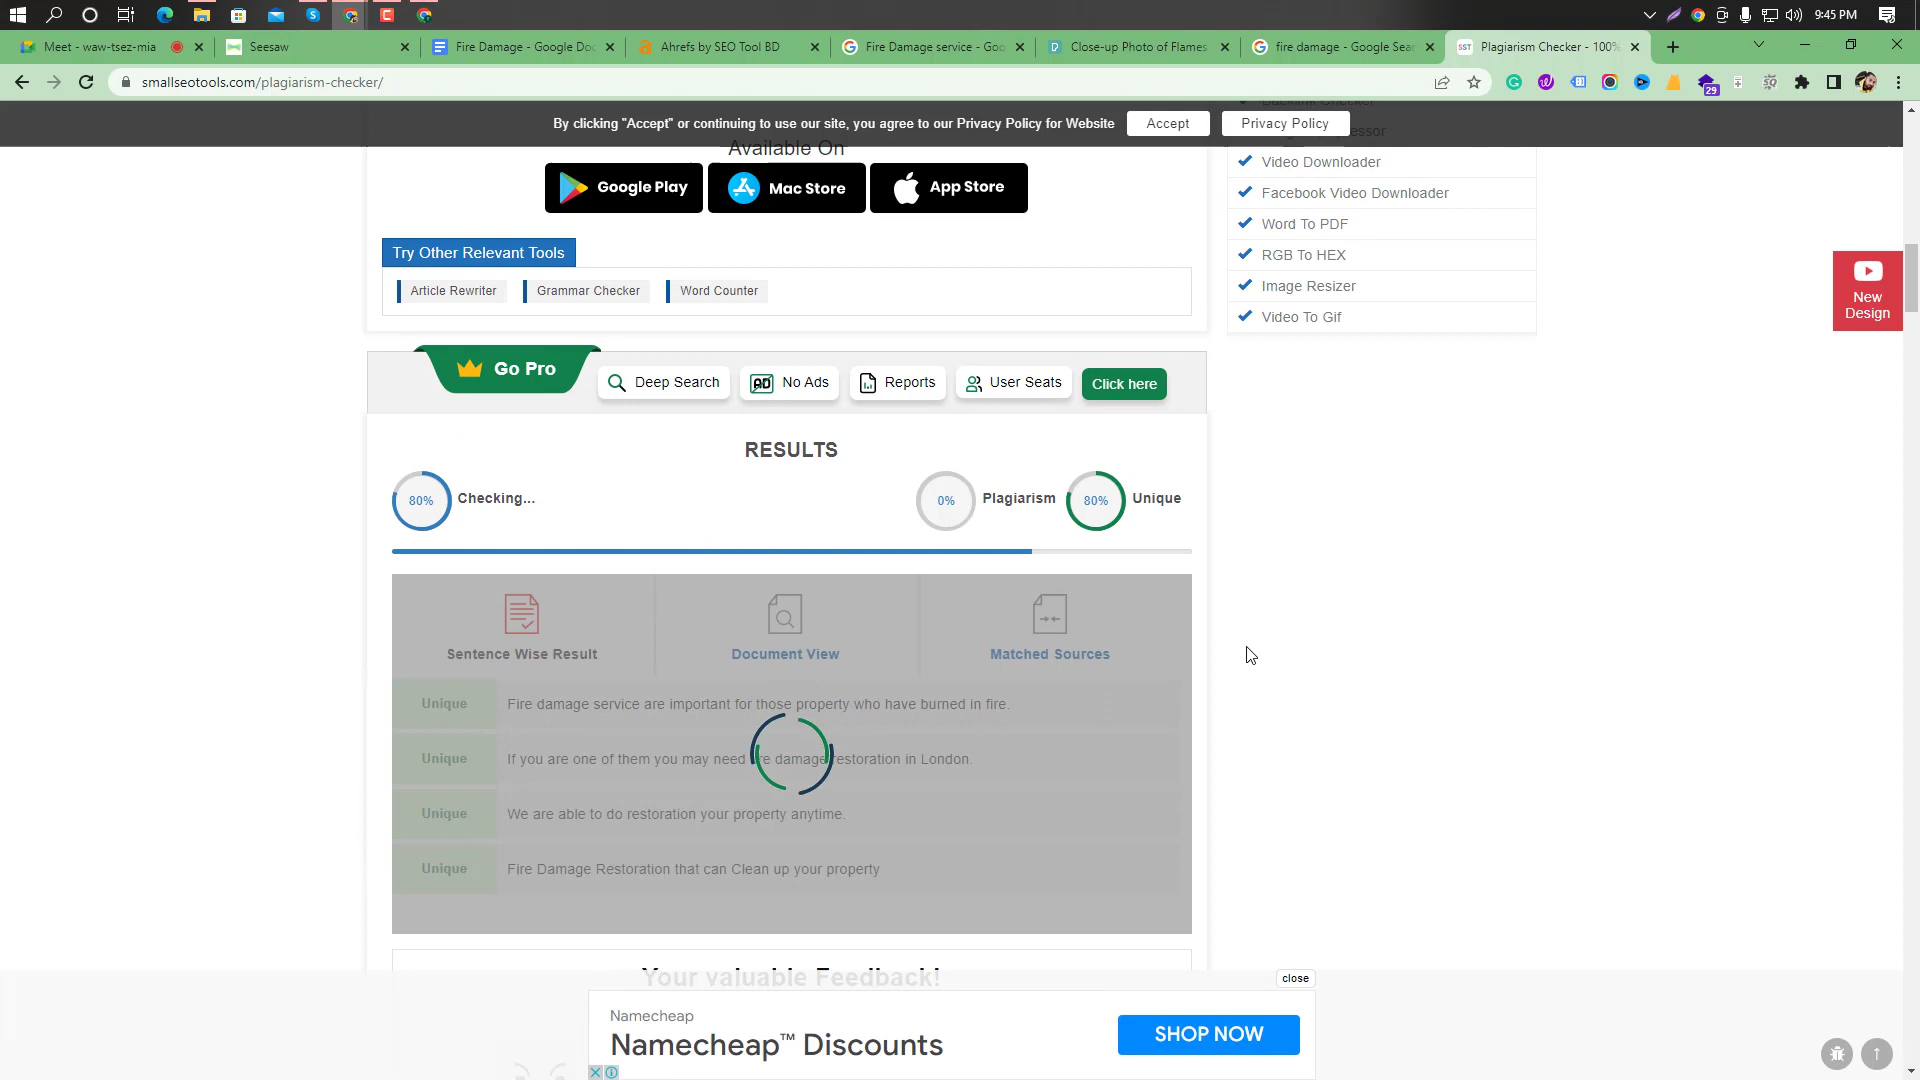 9:45 PM
Meet - waw-tsez-mia
Seesaw
Fire Damage - Google Doc
Ahrefs by SEO Tool BD
Fire Damage service - Goo
Close-up Photo of Flames
fire damage - Google Sear
Plagiarism Checker - 100%
smallseotools.com/plagiarism-checker/
29
Backlink Checker
By clicking "Accept" or continuing to use our site, you agree to our Privacy Policy for Website
Accept
Privacy Policy
Available On
Google Play
Mac Store
App Store
Video Downloader
Facebook Video Downloader
Word To PDF
RGB To HEX
Image Resizer
Video To Gif
New
Design
Try Other Relevant Tools
Article Rewriter
Grammar Checker
Word Counter
Go Pro
Deep Search
AD
No Ads
Reports
User Seats
Click here
RESULTS
80%
Checking...
0%
Plagiarism
80%
Unique
Sentence Wise Result
Document View
Matched Sources
Unique
Fire damage service are important for those property who have burned in fire.
Unique
If you are one of them you may need fire damage restoration in London.
Unique
We are able to do restoration your property anytime.
Unique
Fire Damage Restoration that can Clean up your property
Your valuable Feedback!
close
Namecheap
Namecheap™ Discounts
SHOP NOW